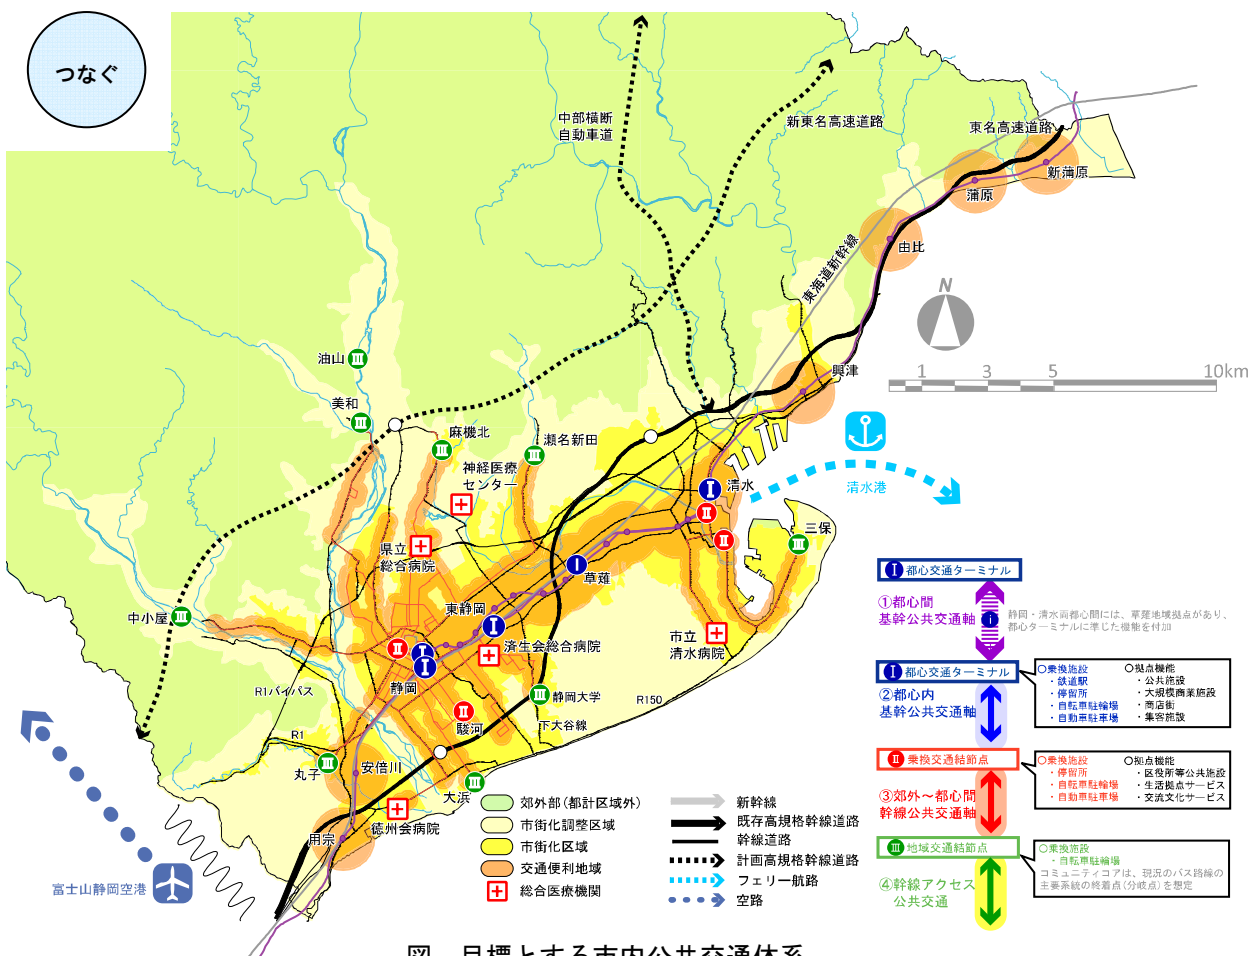 つなぐ
中部横断
自動車道
新東名高速道路
東名高速道路
新蒲原
蒲原
由比
東海道新幹線
N
1 3 5 10km
興津
油山
美和
麻機北
瀬名新田
神経医療
センター
清水
清水港
三保
県立
総合病院
草薙
東静岡
中小屋
済生会総合病院
市立
清水病院
静岡
R1バイパス
静岡大学
R150
駿河
下大谷線
R1
丸子
安倍川
大浜
徳州会病院
用宗
富士山静岡空港
郊外部(都計区域外)
市街化調整区域
市街化区域
交通便利地域
総合医療機関
新幹線
既存高規格幹線道路
幹線道路
計画高規格幹線道路
フェリー航路
空路
I 都心交通ターミナル
①都心間
基幹公共交通軸
静岡・清水両都心間には、草薙地域拠点があり、
都心ターミナルに準じた機能を付加
I 都心交通ターミナル
②都心内
基幹公共交通軸
〇乗換施設
・鉄道駅
・停留所
・自転車駐輪場
・自動車駐車場
〇拠点機能
・公共施設
・大規模商業施設
・商店街
・集客施設
II 乗換交通結節点
③郊外～都心間
幹線公共交通軸
〇乗換施設
・停留所
・自転車駐輪場
・自動車駐車場
〇拠点機能
・区役所等公共施設
・生活拠点サービス
・交流文化サービス
III 地域交通結節点
④幹線アクセス
公共交通
〇乗換施設
・自転車駐輪場
コミュニティコアは、現況のバス路線の
主要系統の終着点(分岐点)を想定
図 目標とする市内公共交通体系